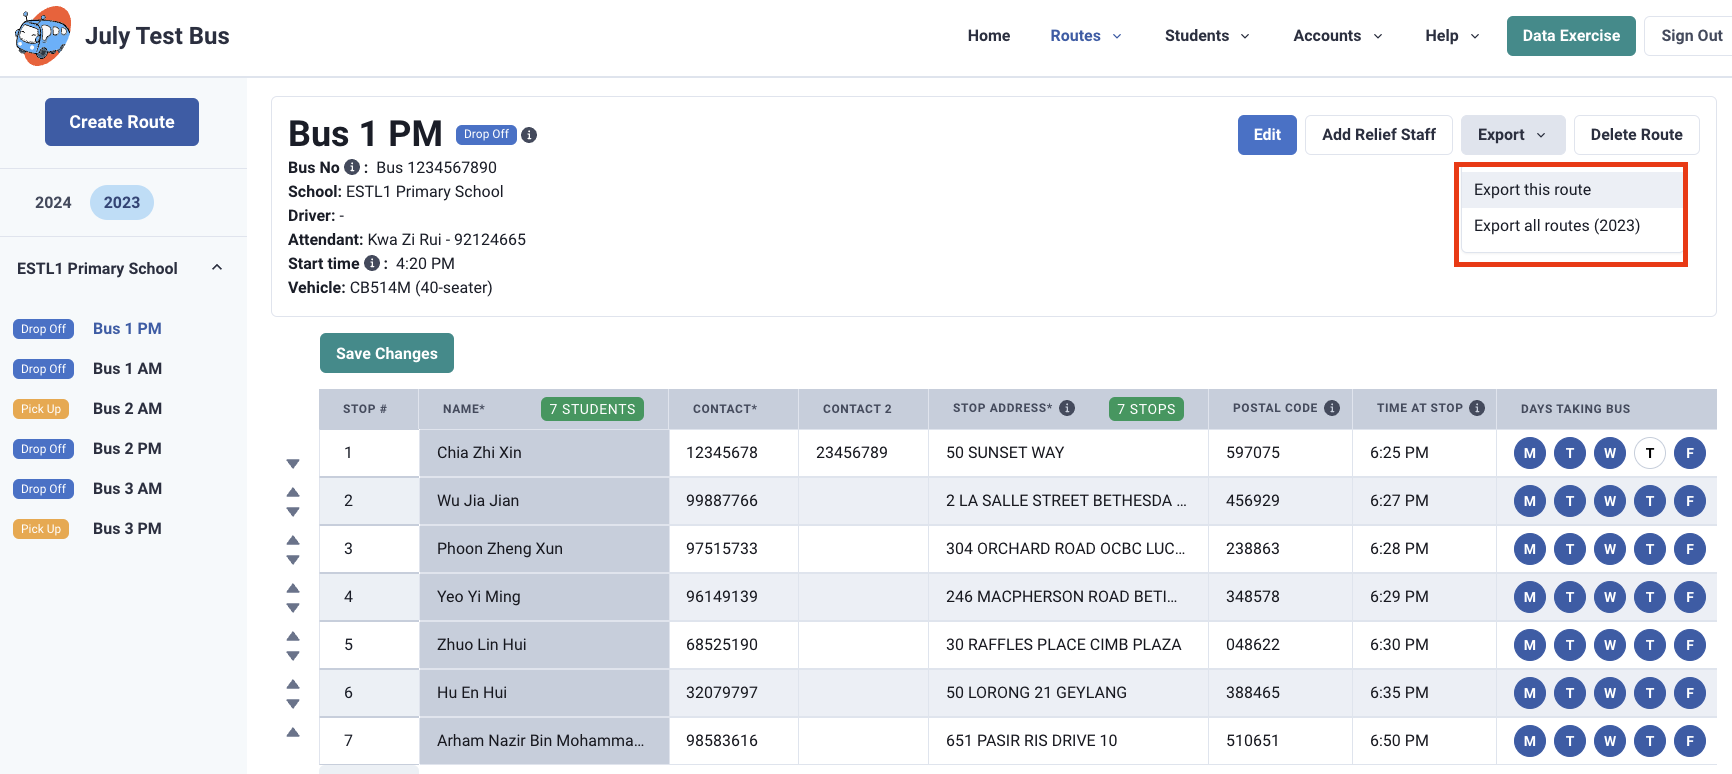 July Test Bus
Home Routes Students Accounts Help Data Exercise Sign Out
Create Route
2024 2023
ESTL1 Primary School
Drop Off Bus 1 PM
Drop Off Bus 1 AM
Pick Up Bus 2 AM
Drop Off Bus 2 PM
Drop Off Bus 3 AM
Pick Up Bus 3 PM
Bus 1 PM Drop Off i
Bus No i : Bus 1234567890
School: ESTL1 Primary School
Driver: -
Attendant: Kwa Zi Rui - 92124665
Start time i : 4:20 PM
Vehicle: CB514M (40-seater)
Edit Add Relief Staff Export Delete Route
Export this route
Export all routes (2023)
Save Changes
STOP # NAME* 7 STUDENTS CONTACT* CONTACT 2 STOP ADDRESS* i 7 STOPS POSTAL CODE i TIME AT STOP i DAYS TAKING BUS
1 Chia Zhi Xin 12345678 23456789 50 SUNSET WAY 597075 6:25 PM M T W T F
2 Wu Jia Jian 99887766 2 LA SALLE STREET BETHESDA ... 456929 6:27 PM M T W T F
3 Phoon Zheng Xun 97515733 304 ORCHARD ROAD OCBC LUC... 238863 6:28 PM M T W T F
4 Yeo Yi Ming 96149139 246 MACPHERSON ROAD BETI... 348578 6:29 PM M T W T F
5 Zhuo Lin Hui 68525190 30 RAFFLES PLACE CIMB PLAZA 048622 6:30 PM M T W T F
6 Hu En Hui 32079797 50 LORONG 21 GEYLANG 388465 6:35 PM M T W T F
7 Arham Nazir Bin Mohamma... 98583616 651 PASIR RIS DRIVE 10 510651 6:50 PM M T W T F